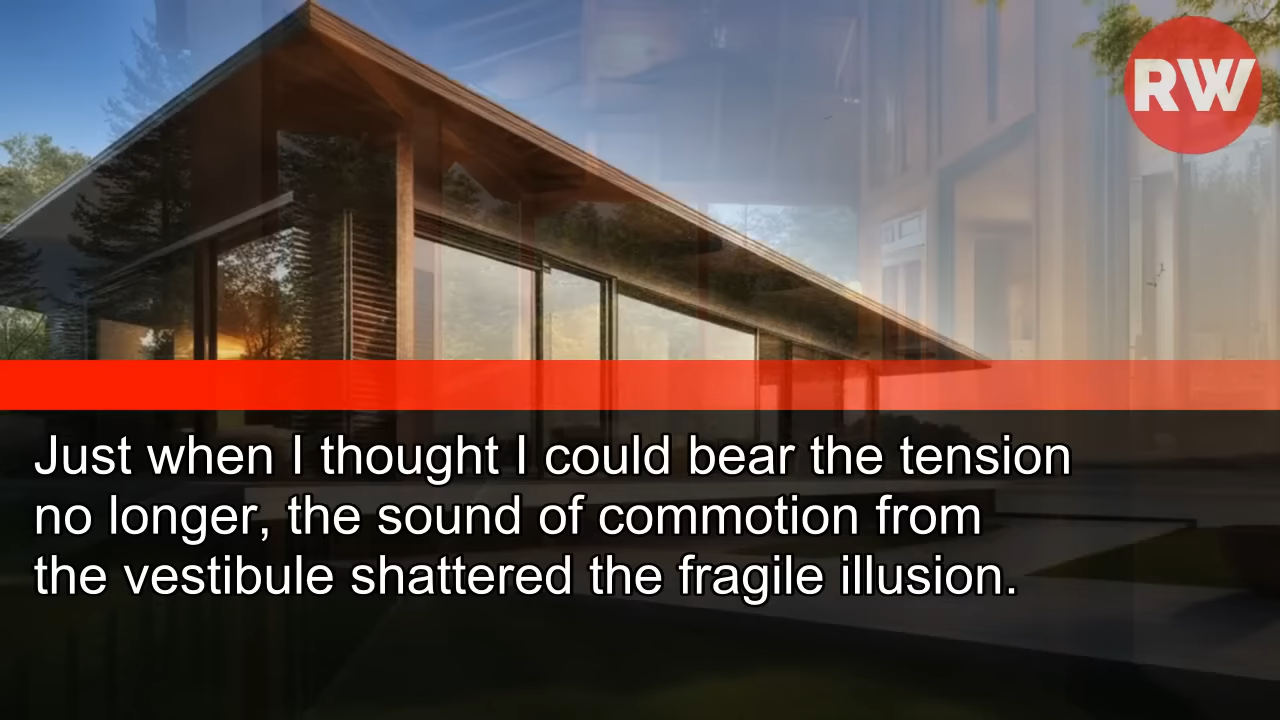 RW
Just when I thought I could bear the tension
no longer, the sound of commotion from
the vestibule shattered the fragile illusion.